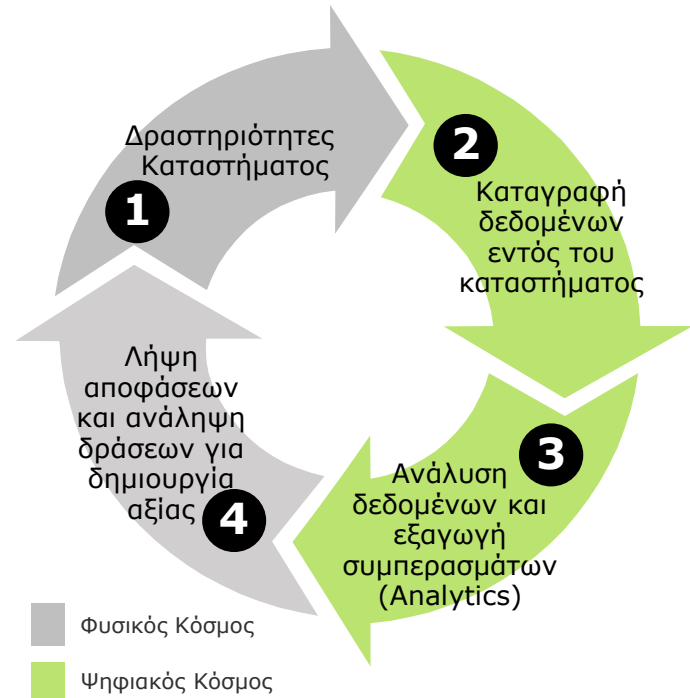 Δραστηριότητες
Καταστήματος
1
2
Καταγραφή
δεδομένων
εντός του
καταστήματος
3
Ανάλυση
δεδομένων και
εξαγωγή
συμπερασμάτων
(Analytics)
Λήψη
αποφάσεων
και ανάληψη
δράσεων για
δημιουργία
αξίας
4
Φυσικός Κόσμος
Ψηφιακός Κόσμος